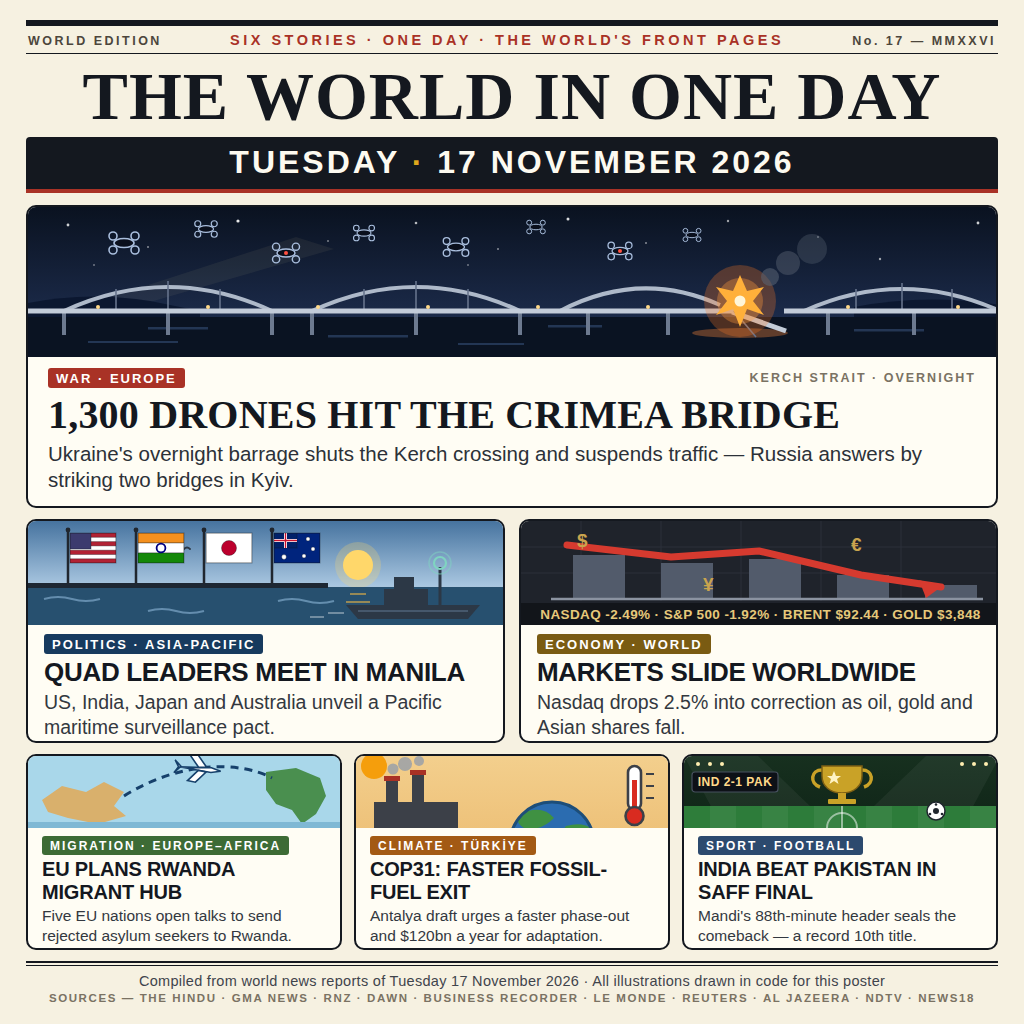 WORLD EDITION
SIX STORIES · ONE DAY · THE WORLD'S FRONT PAGES
No. 17 — MMXXVI
THE WORLD IN ONE DAY
TUESDAY · 17 NOVEMBER 2026
WAR · EUROPE
KERCH STRAIT · OVERNIGHT
1,300 DRONES HIT THE CRIMEA BRIDGE
Ukraine's overnight barrage shuts the Kerch crossing and suspends traffic — Russia answers by
striking two bridges in Kyiv.
POLITICS · ASIA-PACIFIC
QUAD LEADERS MEET IN MANILA
US, India, Japan and Australia unveil a Pacific
maritime surveillance pact.
$
€
¥
NASDAQ -2.49% · S&P 500 -1.92% · BRENT $92.44 · GOLD $3,848
ECONOMY · WORLD
MARKETS SLIDE WORLDWIDE
Nasdaq drops 2.5% into correction as oil, gold and
Asian shares fall.
MIGRATION · EUROPE–AFRICA
EU PLANS RWANDA
MIGRANT HUB
Five EU nations open talks to send
rejected asylum seekers to Rwanda.
CLIMATE · TÜRKİYE
COP31: FASTER FOSSIL-
FUEL EXIT
Antalya draft urges a faster phase-out
and $120bn a year for adaptation.
IND 2-1 PAK
SPORT · FOOTBALL
INDIA BEAT PAKISTAN IN
SAFF FINAL
Mandi's 88th-minute header seals the
comeback — a record 10th title.
Compiled from world news reports of Tuesday 17 November 2026 · All illustrations drawn in code for this poster
SOURCES — THE HINDU · GMA NEWS · RNZ · DAWN · BUSINESS RECORDER · LE MONDE · REUTERS · AL JAZEERA · NDTV · NEWS18